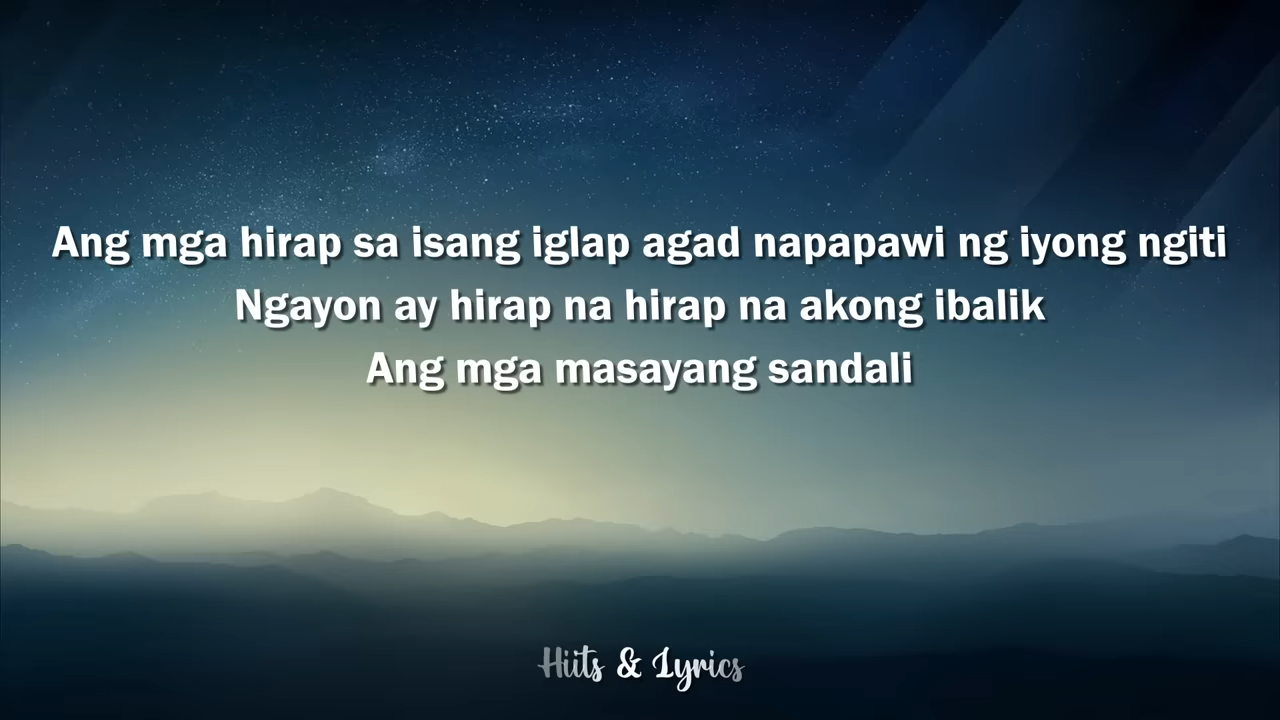 Ang mga hirap sa isang iglap agad napapawi ng iyong ngiti
Ngayon ay hirap na hirap na akong ibalik
Ang mga masayang sandali
Hiits & Lyrics